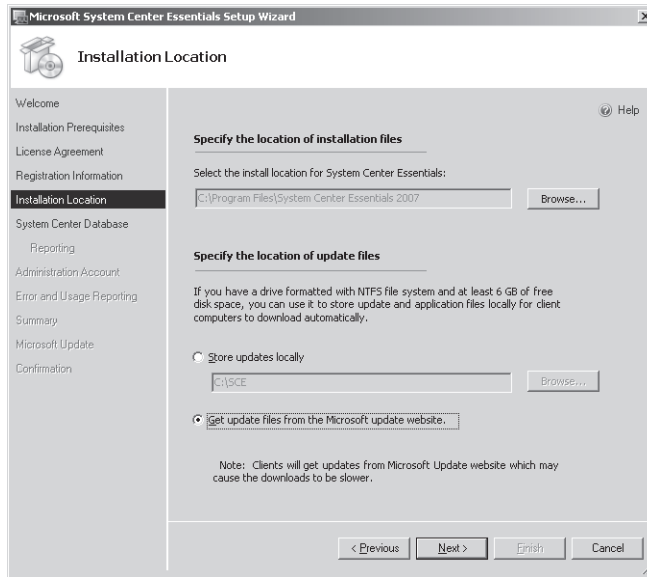 Microsoft System Center Essentials Setup Wizard
Installation Location
Welcome
Installation Prerequisites
License Agreement
Registration Information
Installation Location
System Center Database
Reporting
Administration Account
Error and Usage Reporting
Summary
Microsoft Update
Confirmation
Help
Specify the location of installation files
Select the install location for System Center Essentials:
C:\Program Files\System Center Essentials 2007
Browse...
Specify the location of update files
If you have a drive formatted with NTFS file system and at least 6 GB of free
disk space, you can use it to store update and application files locally for client
computers to download automatically.
Store updates locally
C:\SCE
Browse...
Get update files from the Microsoft update website.
Note: Clients will get updates from Microsoft Update website which may
cause the downloads to be slower.
< Previous
Next >
Finish
Cancel